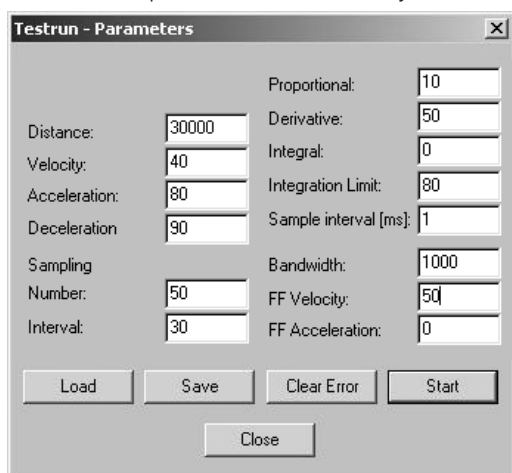 Testrun - Parameters
Proportional: 10
Distance: 30000
Derivative: 50
Velocity: 40
Integral: 0
Acceleration: 80
Integration Limit: 80
Deceleration 90
Sample interval [ms]: 1
Sampling
Bandwidth: 1000
Number: 50
FF Velocity: 50
Interval: 30
FF Acceleration: 0
Load Save Clear Error Start
Close